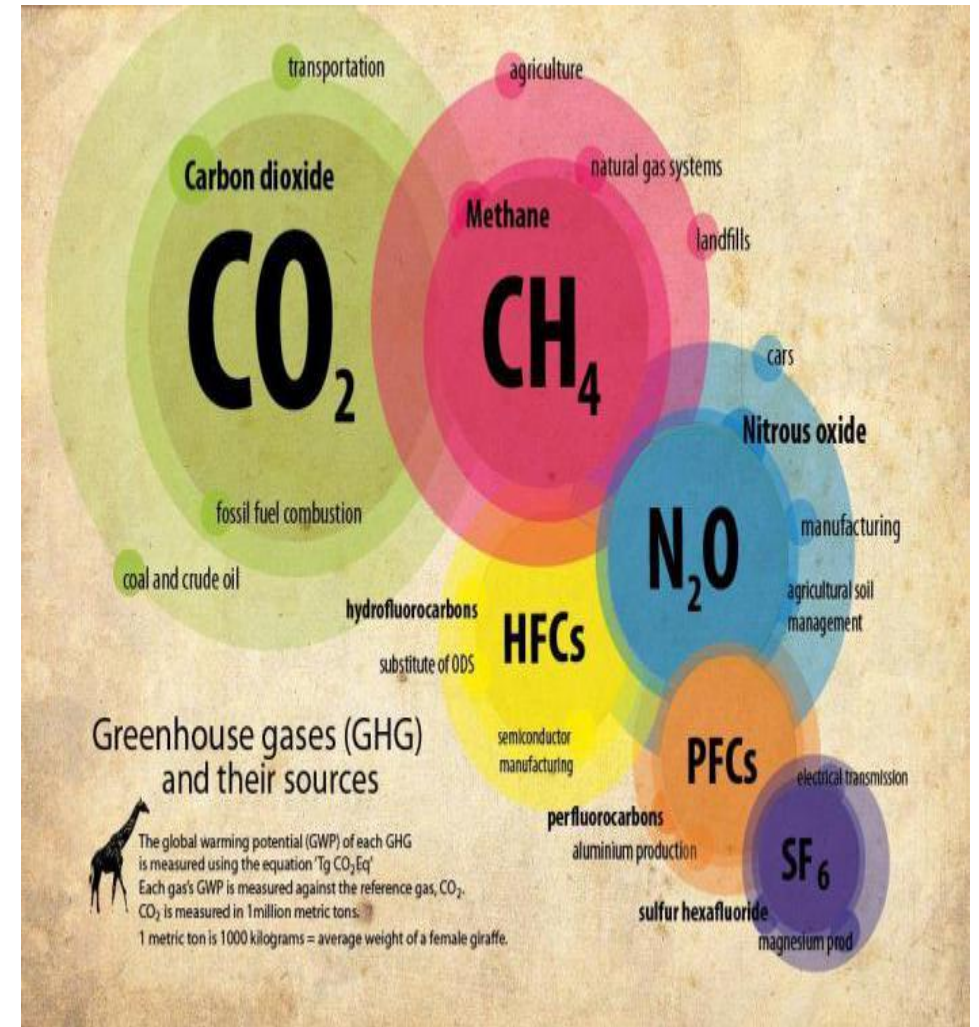 transportation
Carbon dioxide
CO2
fossil fuel combustion
coal and crude oil
agriculture
natural gas systems
Methane
landfills
CH4
cars
Nitrous oxide
N2O
manufacturing
agricultural soil
management
hydrofluorocarbons
HFCs
substitute of ODS
semiconductor
manufacturing
PFCs
perfluorocarbons
aluminium production
electrical transmission
SF6
sulfur hexafluoride
magnesium prod
Greenhouse gases (GHG)
and their sources
The global warming potential (GWP) of each GHG
is measured using the equation 'Tg CO2Eq'
Each gas's GWP is measured against the reference gas, CO2.
CO2 is measured in 1million metric tons.
1 metric ton is 1000 kilograms = average weight of a female giraffe.